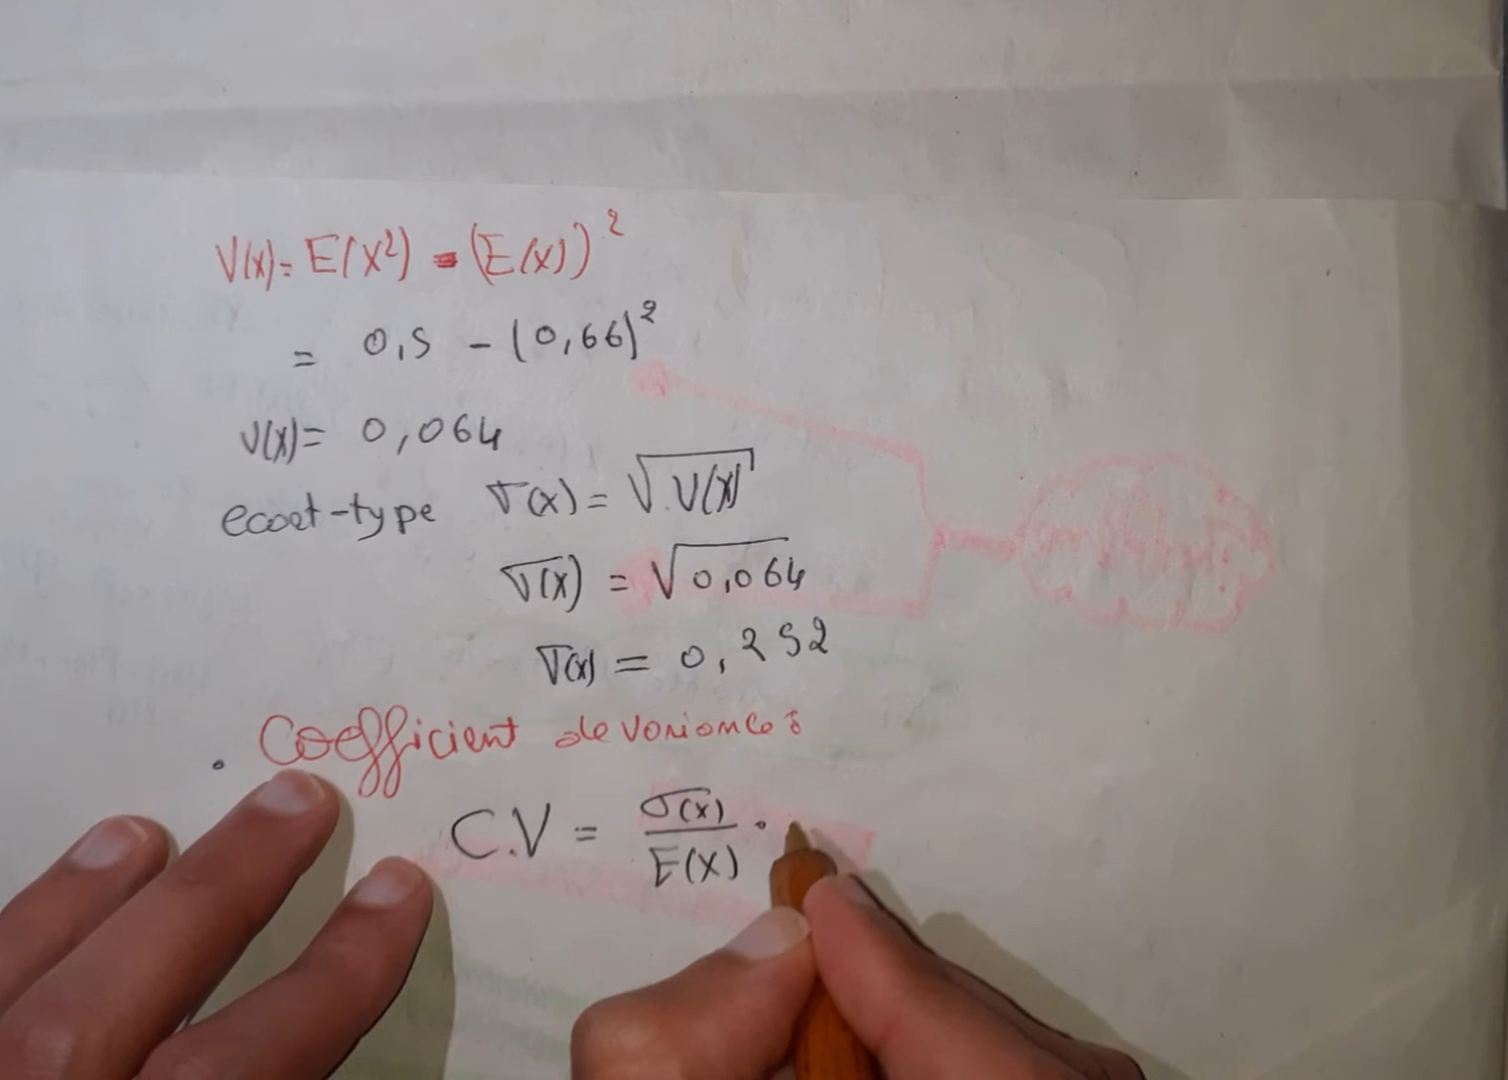 V(x) = E(X²) - (E(x))²
= 0,5 - (0,66)²
V(X) = 0,064
ecart-type σ(x) = √V(X)
σ(x) = √0,064
σ(x) = 0,252
. Coefficient de variance :
C.V = σ(x)/E(X) .